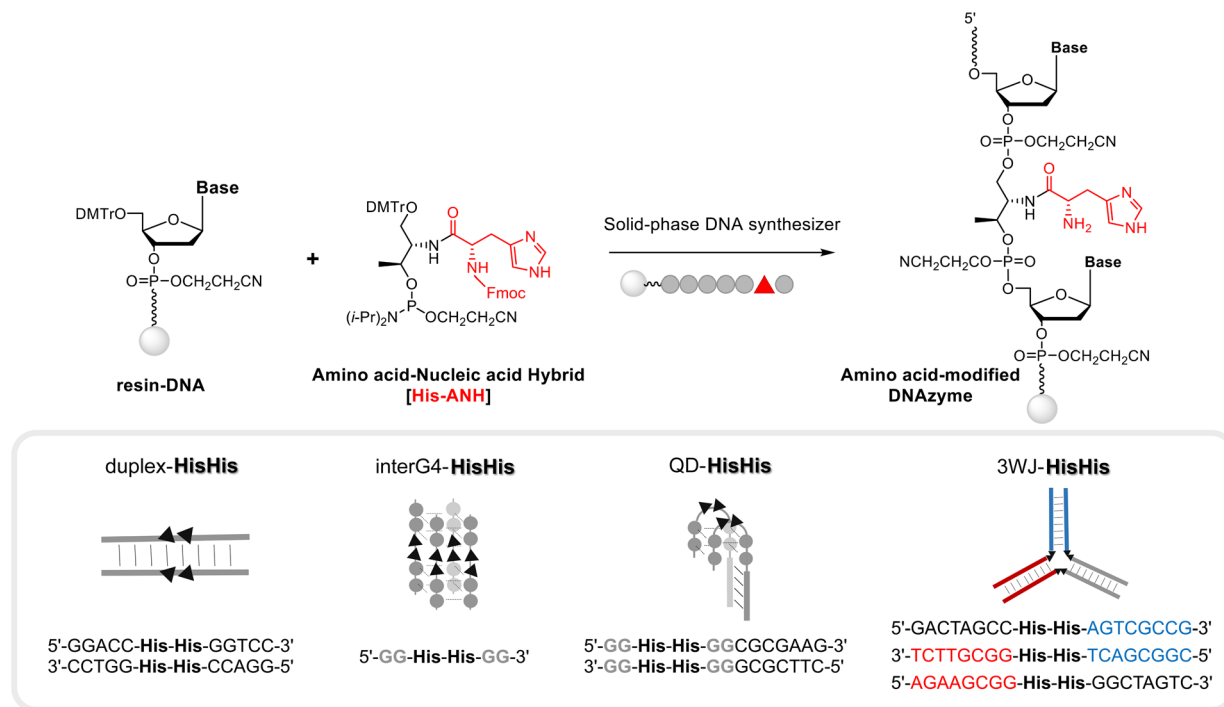 5'
Base
O
O
O
O=P-OCH2CH2CN
O
O
N
H
NH2
N
NH
O
NCH2CH2CO-P=O
O
Base
O
O
O=P-OCH2CH2CN
Base
DMTrO
O
O
O=P-OCH2CH2CN
+
DMTrO
O
N
H
NH
Fmoc
N
NH
O
(i-Pr)2N
P
OCH2CH2CN
Solid-phase DNA synthesizer
resin-DNA
Amino acid-Nucleic acid Hybrid
[His-ANH]
Amino acid-modified
DNAzyme
duplex-HisHis
interG4-HisHis
QD-HisHis
3WJ-HisHis
5'-GGACC-His-His-GGTCC-3'
3'-CCTGG-His-His-CCAGG-5'
5'-GG-His-His-GG-3'
5'-GG-His-His-GGCGCGAAG-3'
3'-GG-His-His-GGGCGCTTC-5'
5'-GACTAGCC-His-His-AGTCGCCG-3'
3'-TCTTGCGG-His-His-TCAGCGGC-5'
5'-AGAAGCGG-His-His-GGCTAGTC-3'